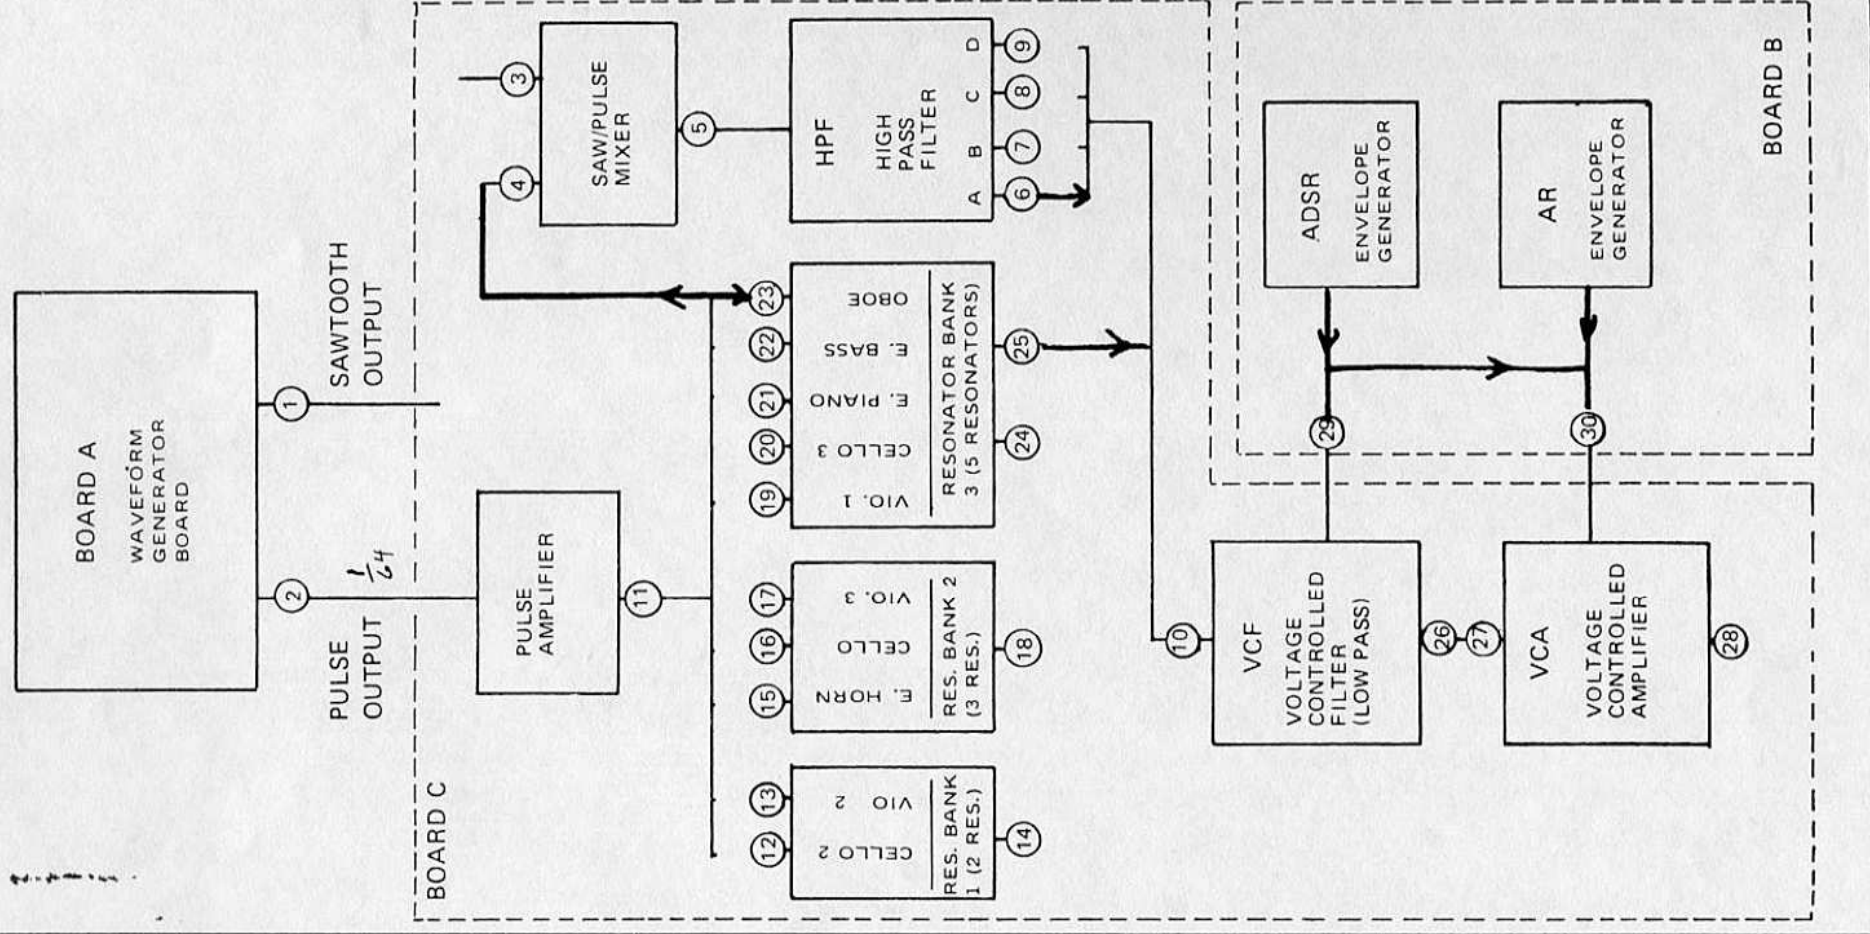 BOARD A
WAVEFORM
GENERATOR
BOARD
2
1
PULSE
OUTPUT
1/64
SAWTOOTH
OUTPUT
BOARD C
PULSE
AMPLIFIER
11
4
3
SAW/PULSE
MIXER
5
12
13
CELLO 2
VIO 2
RES. BANK
1 (2 RES.)
14
15
16
17
E. HORN
CELLO
VIO. 3
RES. BANK 2
(3 RES.)
18
19
20
21
22
23
VIO. 1
CELLO 3
E. PIANO
E. BASS
OBOE
RESONATOR BANK
3 (5 RESONATORS)
24
25
HPF
HIGH
PASS
FILTER
A
B
C
D
6
7
8
9
10
VCF
VOLTAGE
CONTROLLED
FILTER
(LOW PASS)
26
27
VCA
VOLTAGE
CONTROLLED
AMPLIFIER
28
ADSR
ENVELOPE
GENERATOR
29
AR
ENVELOPE
GENERATOR
30
BOARD B